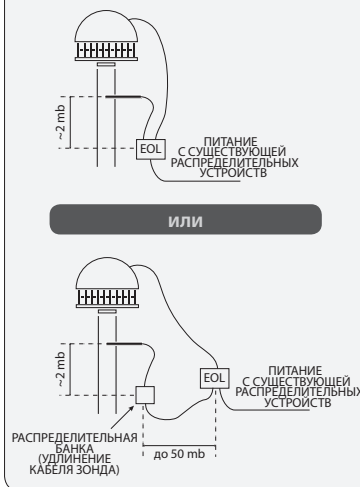 ~2 mb
EOL
ПИТАНИЕ
С СУЩЕСТВУЮЩЕЙ
РАСПРЕДЕЛИТЕЛЬНЫХ
УСТРОЙСТВ
ИЛИ
~2 mb
EOL
ПИТАНИЕ
С СУЩЕСТВУЮЩЕЙ
РАСПРЕДЕЛИТЕЛЬНЫХ
УСТРОЙСТВ
РАСПРЕДЕЛИТЕЛЬНАЯ
БАНКА
(УДЛИНЕНИЕ
КАБЕЛЯ ЗОНДА)
до 50 mb